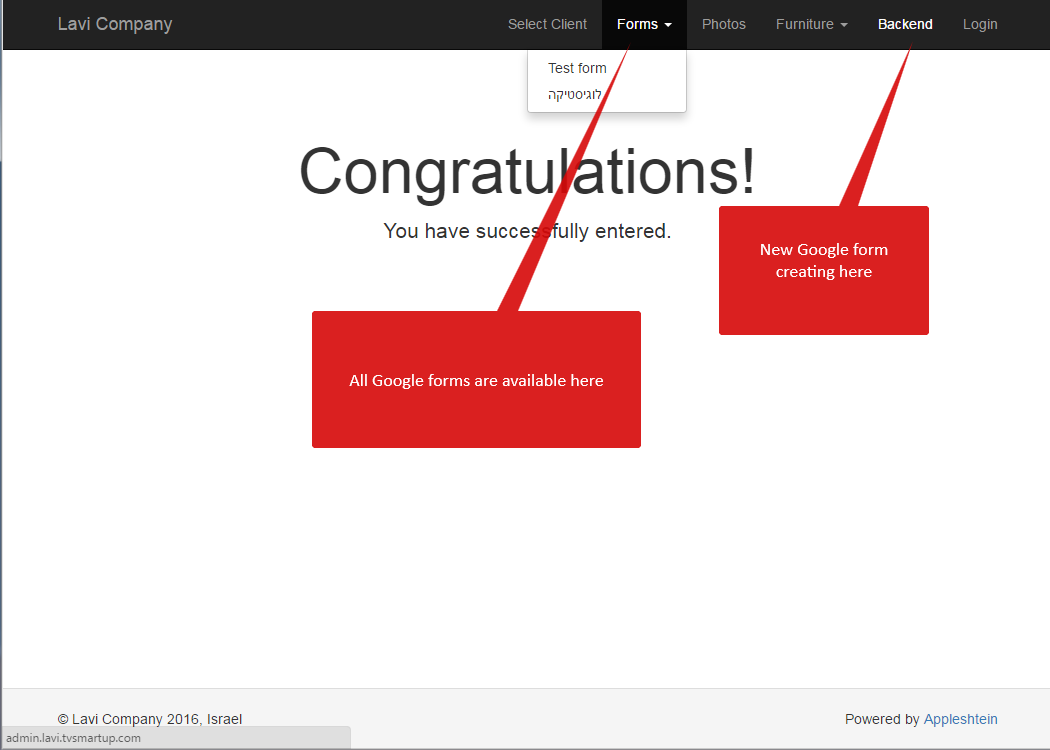 Lavi Company
Select Client Forms Photos Furniture Backend Login
Test form
לוגיסטיקה
Congratulations!
You have successfully entered.
New Google form
creating here
All Google forms are available here
© Lavi Company 2016, Israel
Powered by Appleshtein
admin.lavi.tvsmartup.com